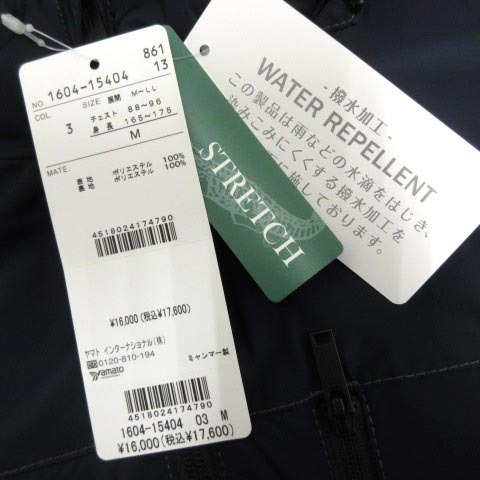 861
13
NO. 1604-15404
COL. SIZE 展開 M〜LL
3 チェスト 88〜96
身長 165〜175
M
MATE.
表地 ポリエステル 100%
裏地 ポリエステル 100%
4518024174790
¥16,000(税込¥17,600)
ヤマト インターナショナル(株)
0120-810-194
yamato
ミャンマー製
4518024174790
1604-15404 03 M
¥16,000(税込¥17,600)
STRETCH
-撥水加工-
WATER REPELLENT
この製品は雨などの水滴をはじき、
染みこみにくくする撥水加工を
に施しております。